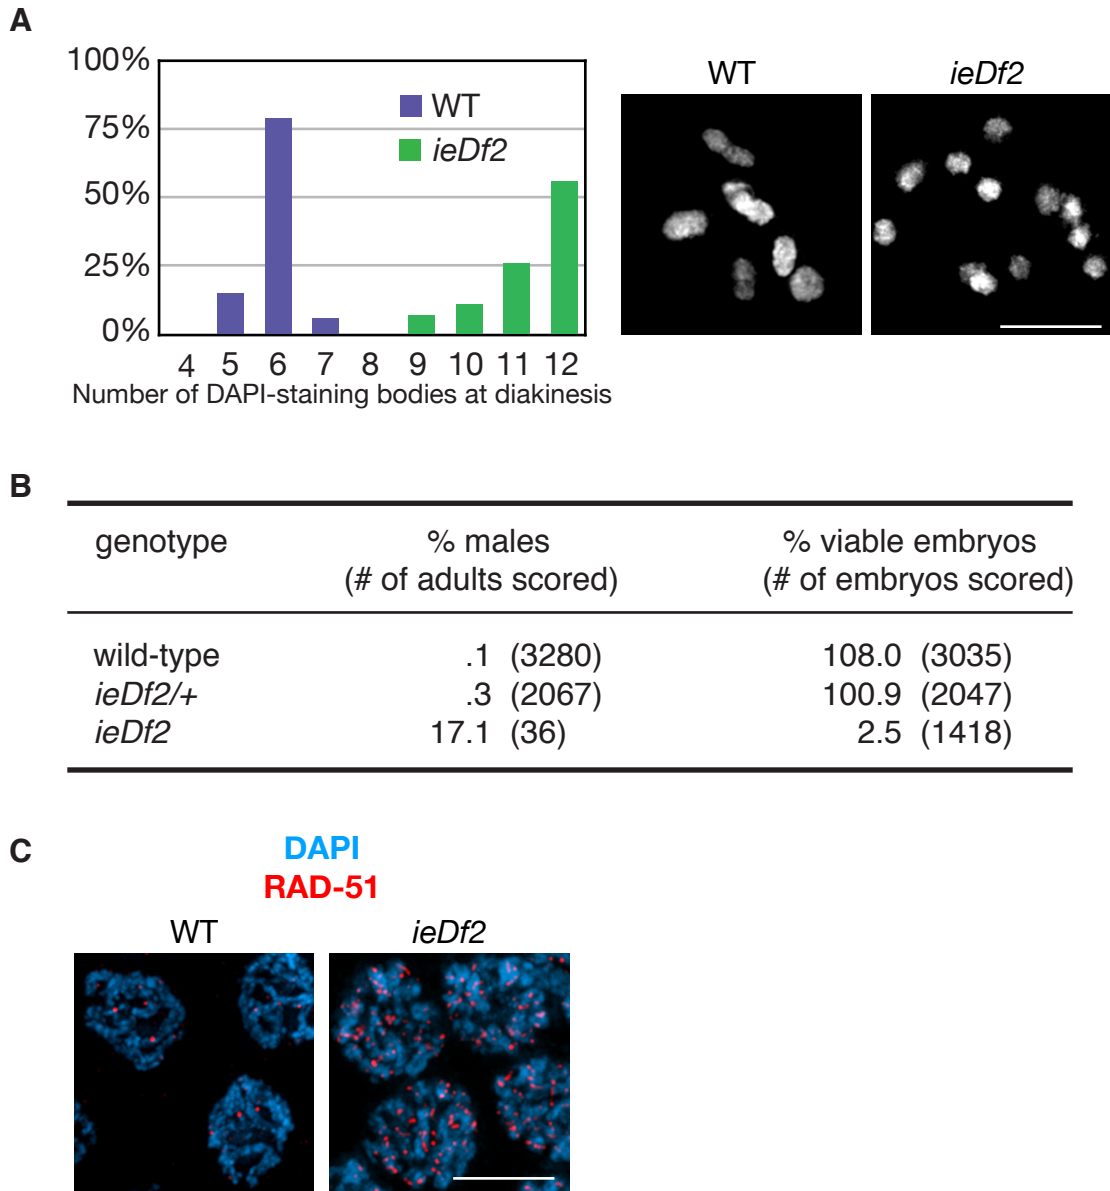 A
100%
75%
50%
25%
0%
WT
ieDf2
4 5 6 7 8 9 10 11 12
Number of DAPI-staining bodies at diakinesis
WT ieDf2
B
genotype % males % viable embryos
(# of adults scored) (# of embryos scored)
wild-type .1 (3280) 108.0 (3035)
ieDf2/+ .3 (2067) 100.9 (2047)
ieDf2 17.1 (36) 2.5 (1418)
C
DAPI
RAD-51
WT ieDf2